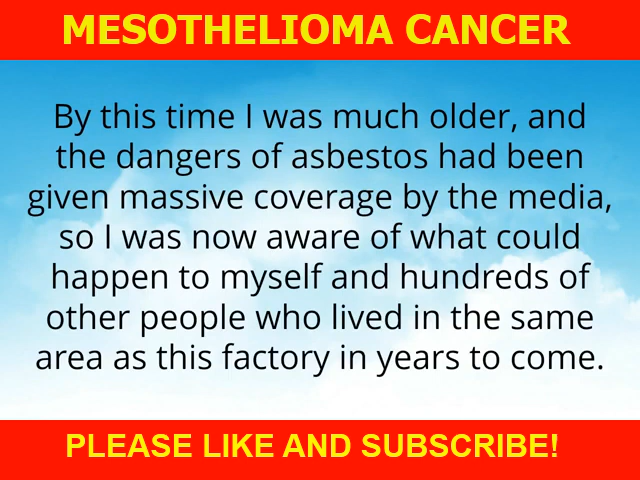 MESOTHELIOMA CANCER
By this time I was much older, and
the dangers of asbestos had been
given massive coverage by the media,
so I was now aware of what could
happen to myself and hundreds of
other people who lived in the same
area as this factory in years to come.
PLEASE LIKE AND SUBSCRIBE!